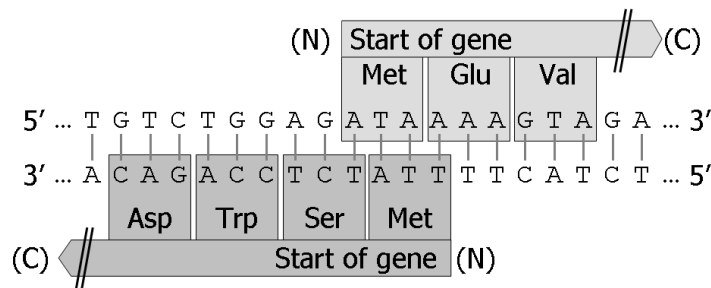 (N) Start of gene (C)
Met Glu Val
5' ... T G T C T G G A G A T A A A A G T A G A ... 3'
3' ... A C A G A C C T C T A T T T T C A T C T ... 5'
Asp Trp Ser Met
(C) Start of gene (N)